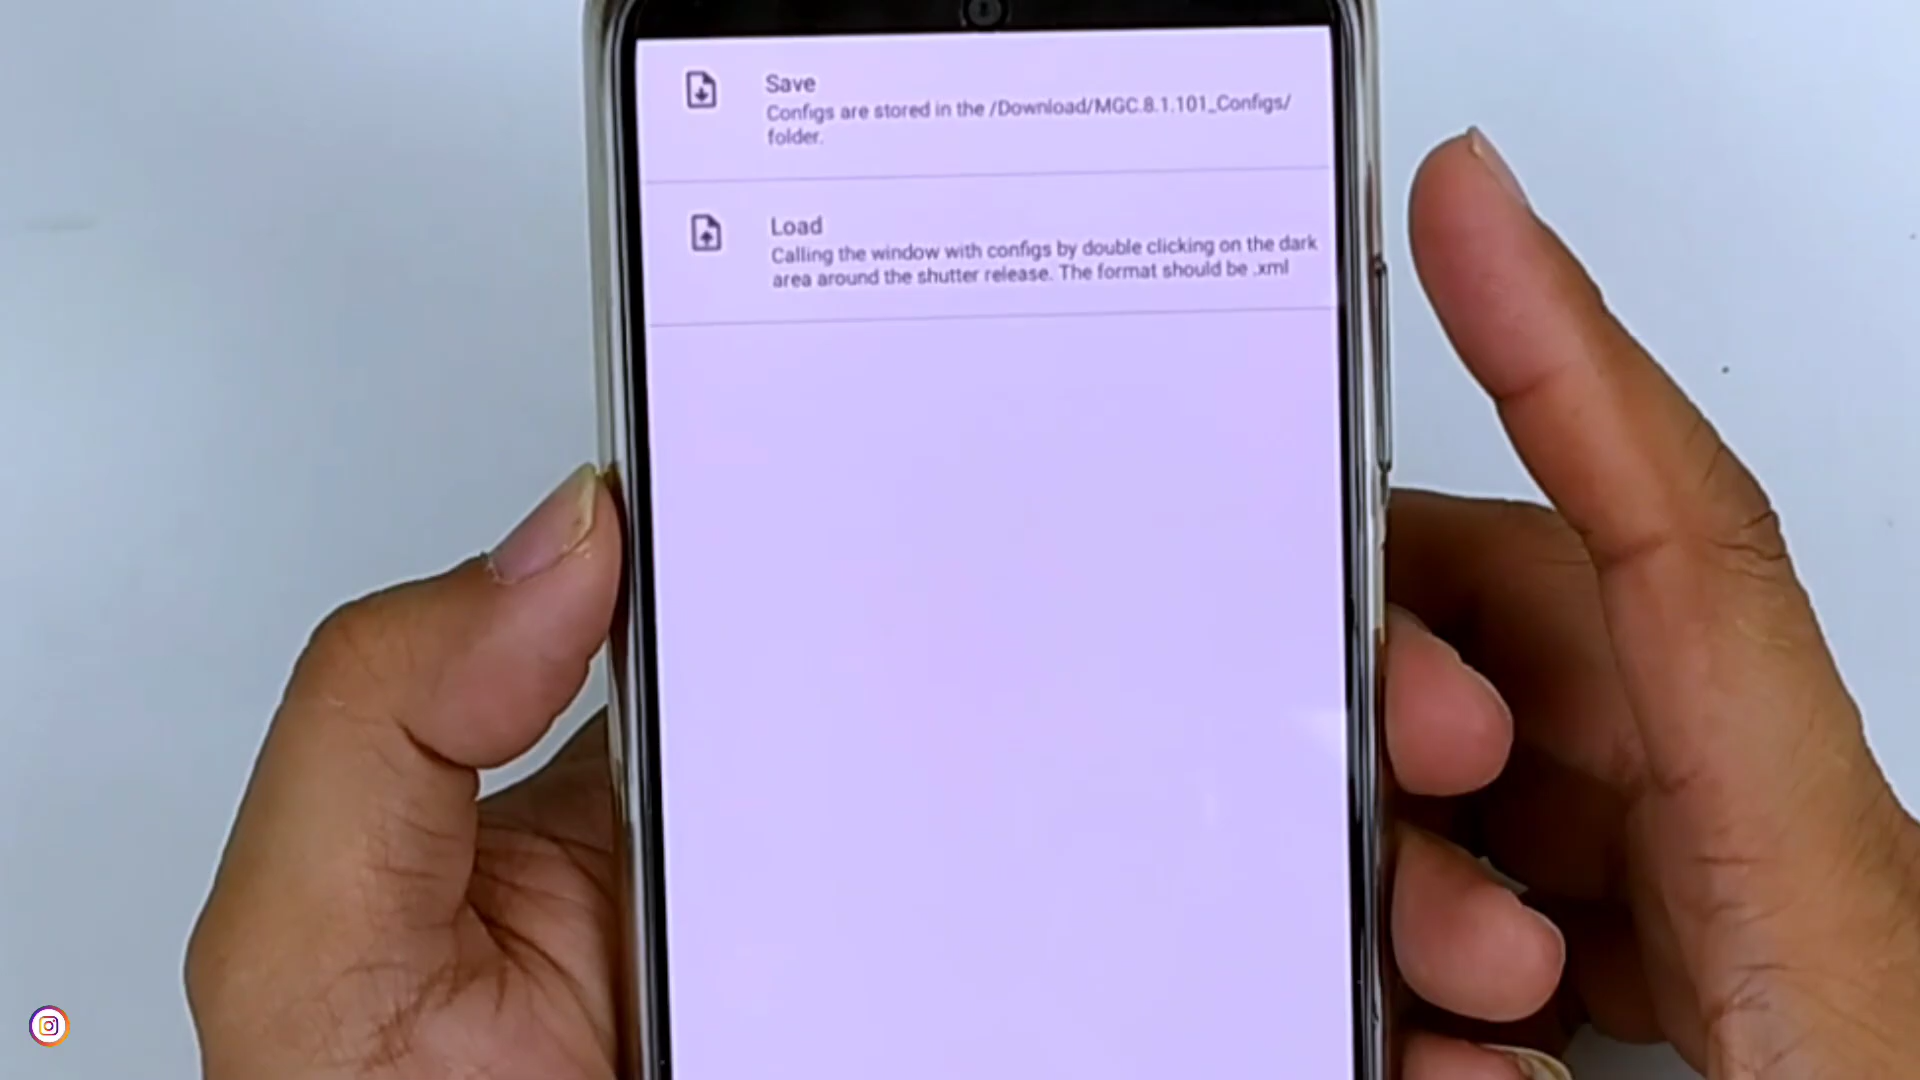 Save
Configs are stored in the /Download/MGC.8.1.101_Configs/
folder.
Load
Calling the window with configs by double clicking on the dark
area around the shutter release. The format should be .xml